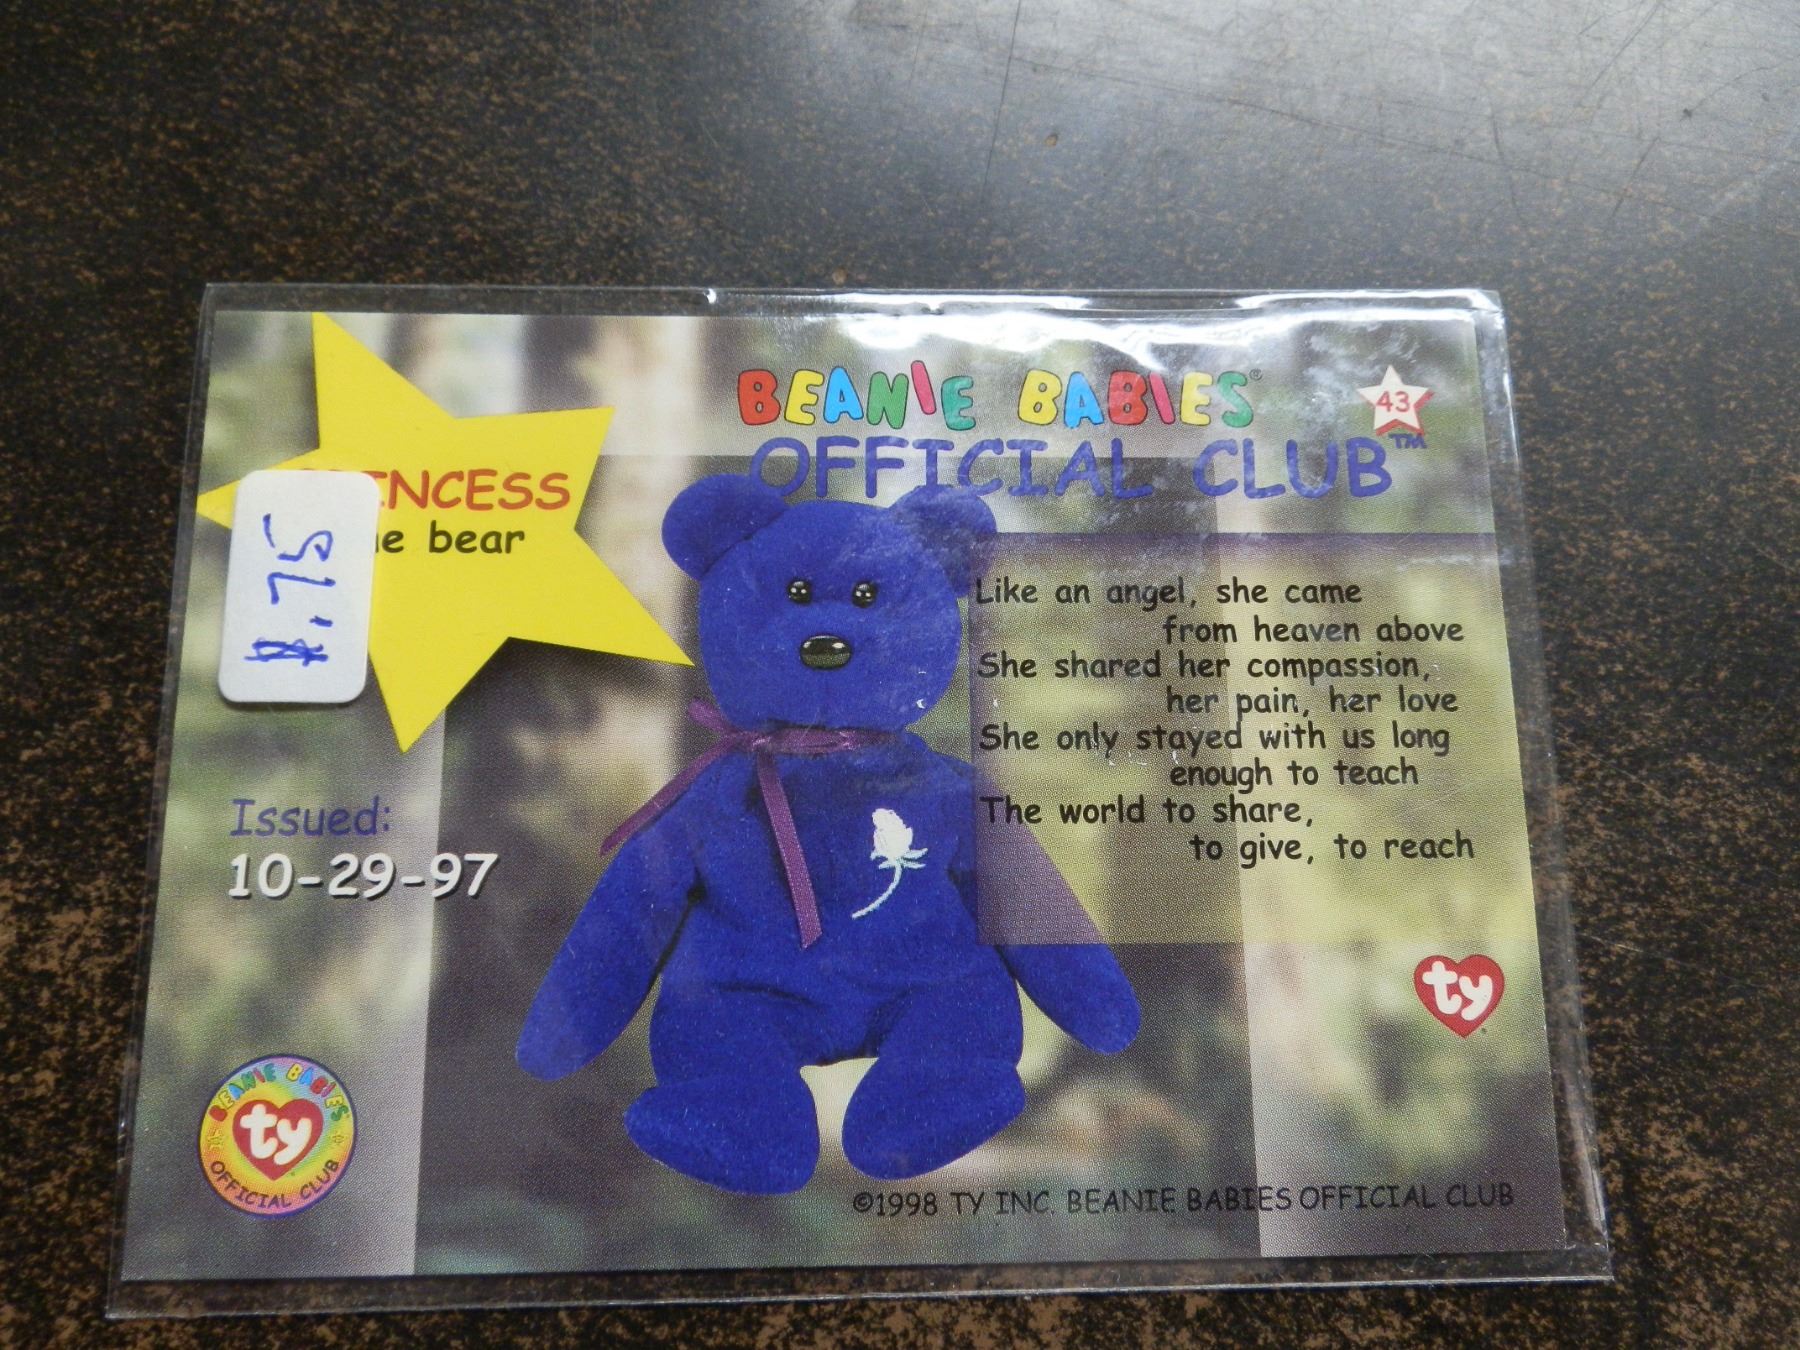 BEANIE BABIES®
OFFICIAL CLUB™
43
NCESS
e bear
$.75
Like an angel, she came
from heaven above
She shared her compassion,
her pain, her love
She only stayed with us long
enough to teach
The world to share,
to give, to reach
Issued:
10-29-97
ty
BEANIE BABIES
ty
OFFICIAL CLUB
©1998 TY INC. BEANIE BABIES OFFICIAL CLUB